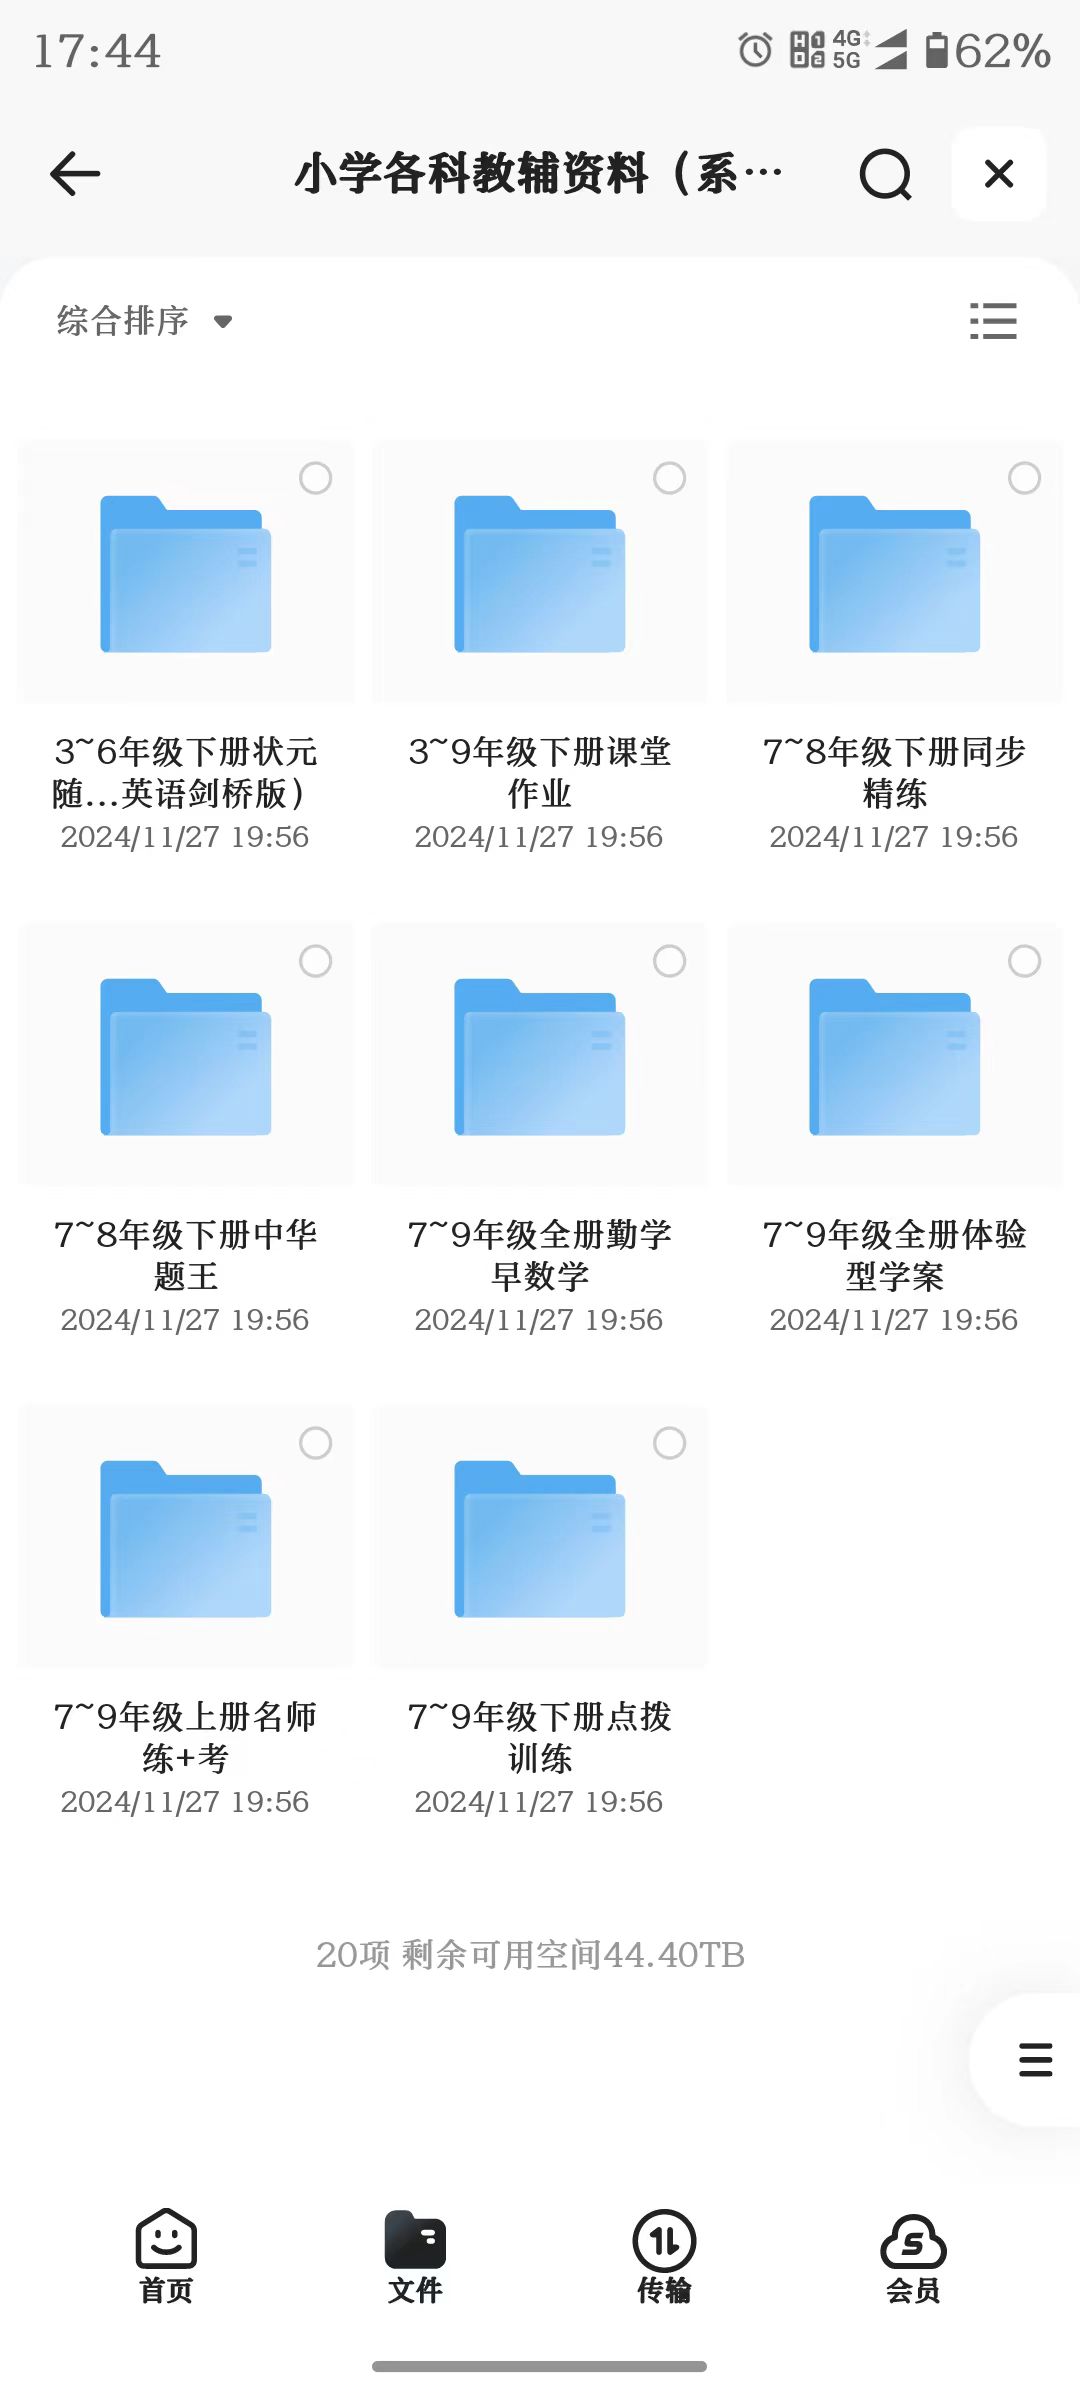 17:44
4G
5G
62%
小学各科教辅资料（系…
综合排序
3~6年级下册状元
随...英语剑桥版）
2024/11/27 19:56
3~9年级下册课堂
作业
2024/11/27 19:56
7~8年级下册同步
精练
2024/11/27 19:56
7~8年级下册中华
题王
2024/11/27 19:56
7~9年级全册勤学
早数学
2024/11/27 19:56
7~9年级全册体验
型学案
2024/11/27 19:56
7~9年级上册名师
练+考
2024/11/27 19:56
7~9年级下册点拨
训练
2024/11/27 19:56
20项 剩余可用空间44.40TB
首页
文件
传输
会员